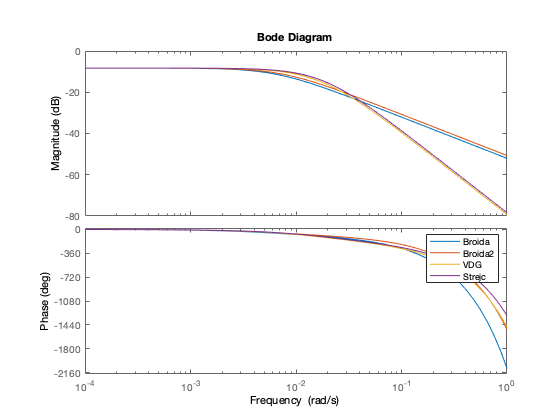 Bode Diagram
Magnitude (dB)
0
-20
-40
-60
-80
Phase (deg)
0
-360
-720
-1080
-1440
-1800
-2160
Broida
Broida2
VDG
Strejc
10^-4
10^-3
10^-2
10^-1
10^0
Frequency (rad/s)